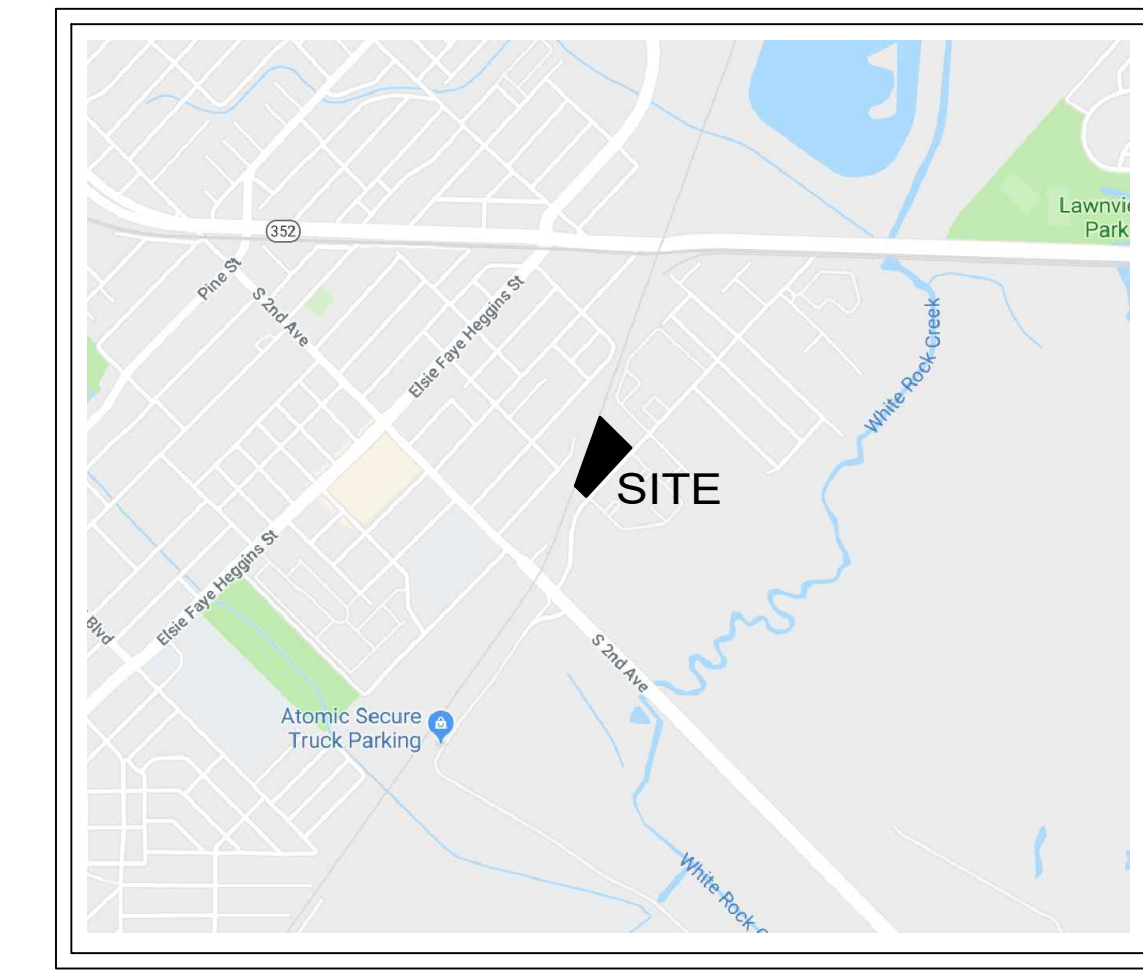 Lawnvie
Park
352
Pine St
S 2nd Ave
Elsie Faye Heggins St
White Rock Creek
SITE
Elsie Faye Heggins St
Blvd
S 2nd Ave
Atomic Secure
Truck Parking
White Rock C